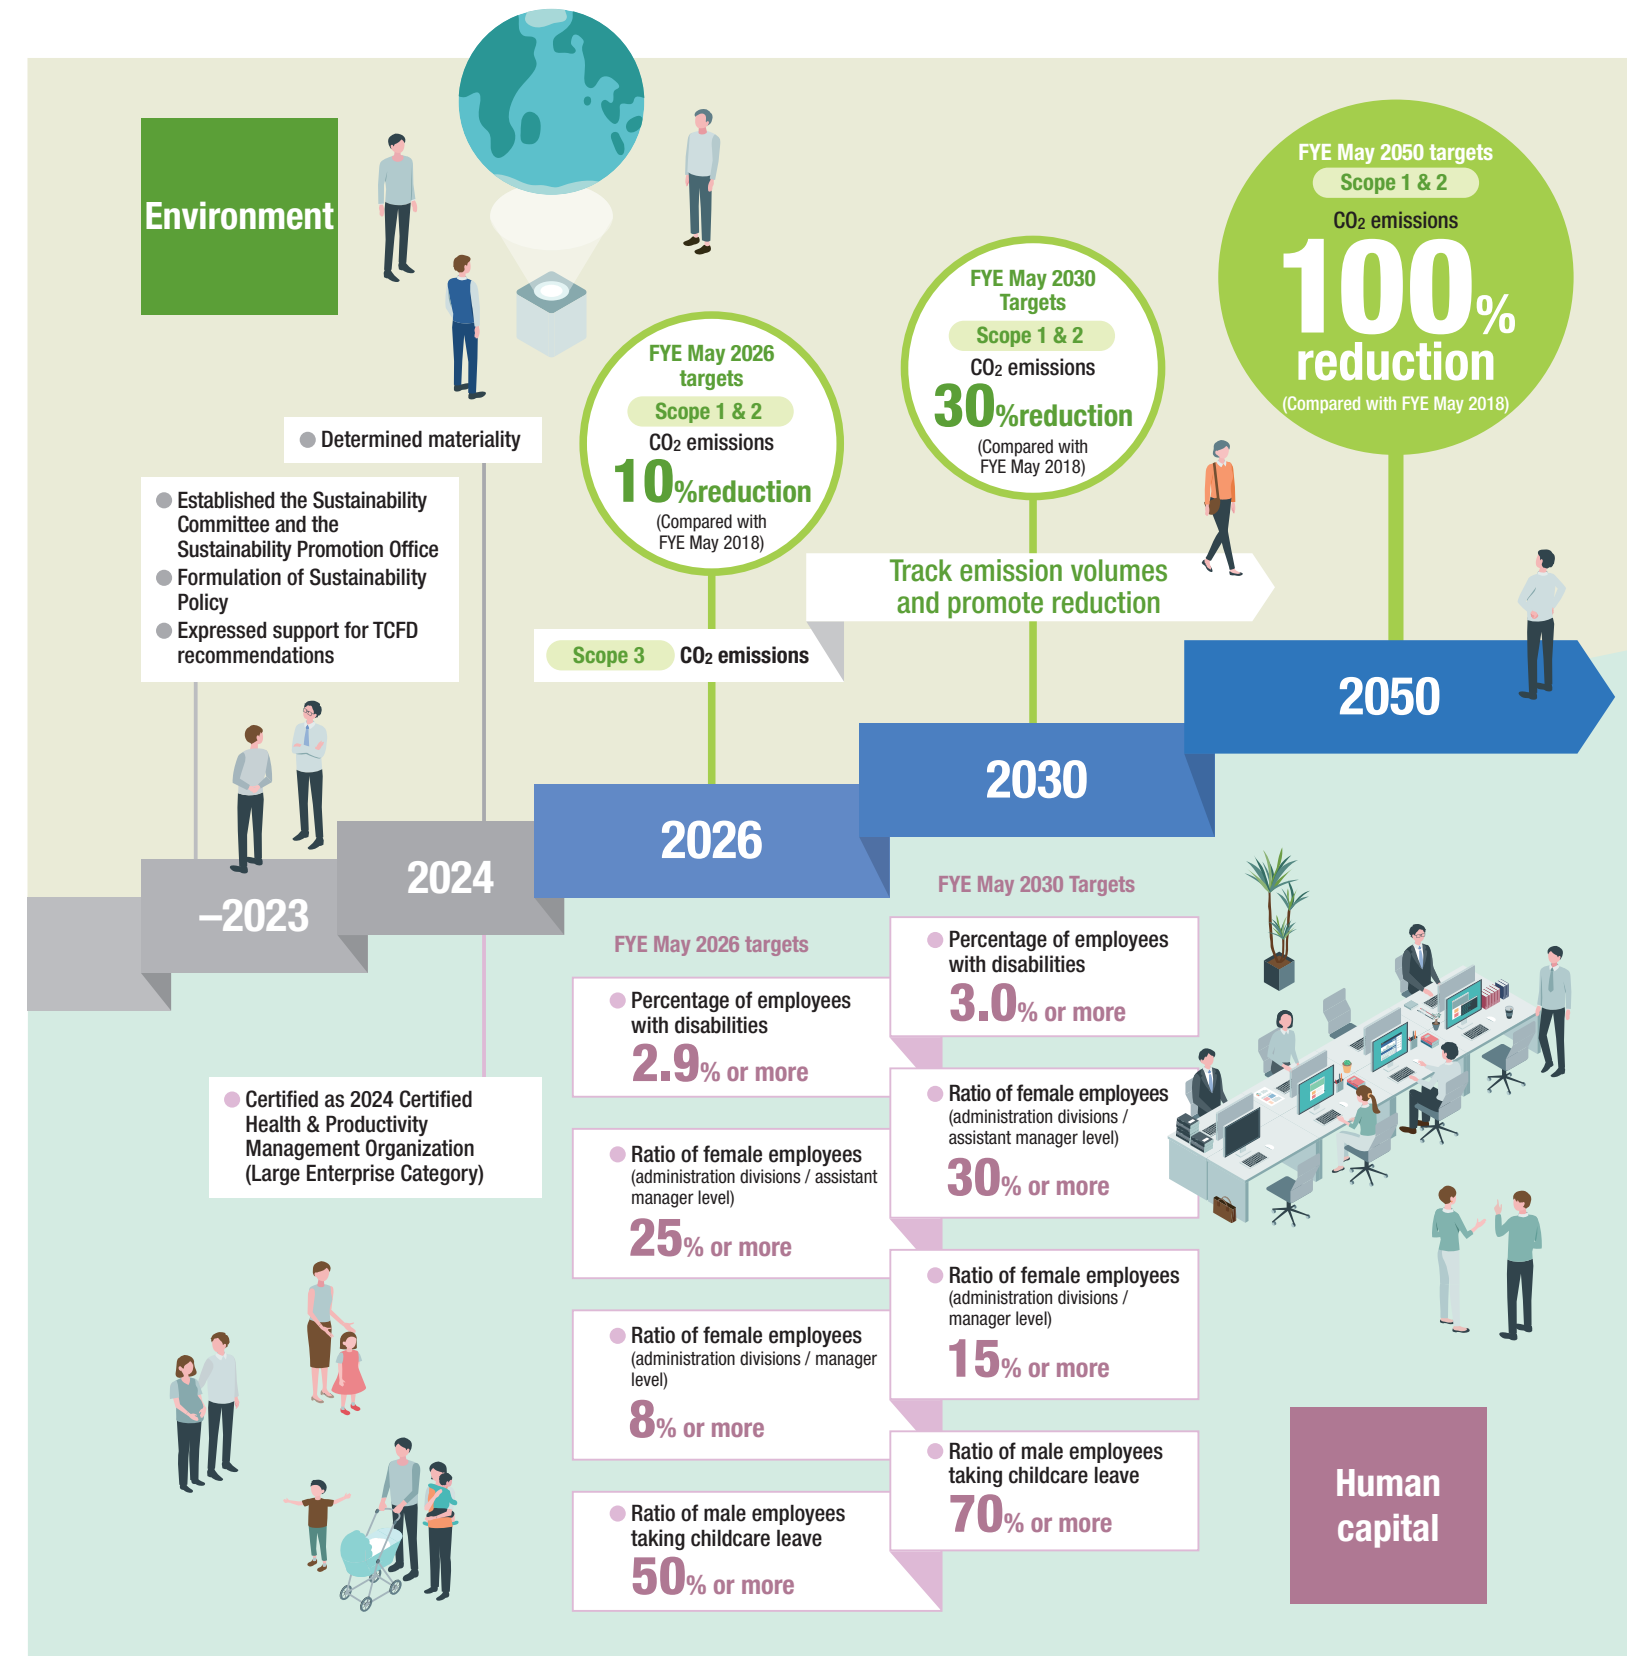 Environment
FYE May 2050 targets
Scope 1 & 2
CO2 emissions
100%
reduction
(Compared with FYE May 2018)
FYE May 2030
Targets
Scope 1 & 2
CO2 emissions
30%reduction
(Compared with
FYE May 2018)
FYE May 2026
targets
Scope 1 & 2
CO2 emissions
10%reduction
(Compared with
FYE May 2018)
● Determined materiality
● Established the Sustainability
Committee and the
Sustainability Promotion Office
● Formulation of Sustainability
Policy
● Expressed support for TCFD
recommendations
Track emission volumes
and promote reduction
Scope 3 CO2 emissions
2050
2030
2026
2024
–2023
FYE May 2026 targets
● Percentage of employees
with disabilities
2.9% or more
● Ratio of female employees
(administration divisions / assistant
manager level)
25% or more
● Ratio of female employees
(administration divisions / manager
level)
8% or more
● Ratio of male employees
taking childcare leave
50% or more
FYE May 2030 Targets
● Percentage of employees
with disabilities
3.0% or more
● Ratio of female employees
(administration divisions /
assistant manager level)
30% or more
● Ratio of female employees
(administration divisions /
manager level)
15% or more
● Ratio of male employees
taking childcare leave
70% or more
● Certified as 2024 Certified
Health & Productivity
Management Organization
(Large Enterprise Category)
Human
capital